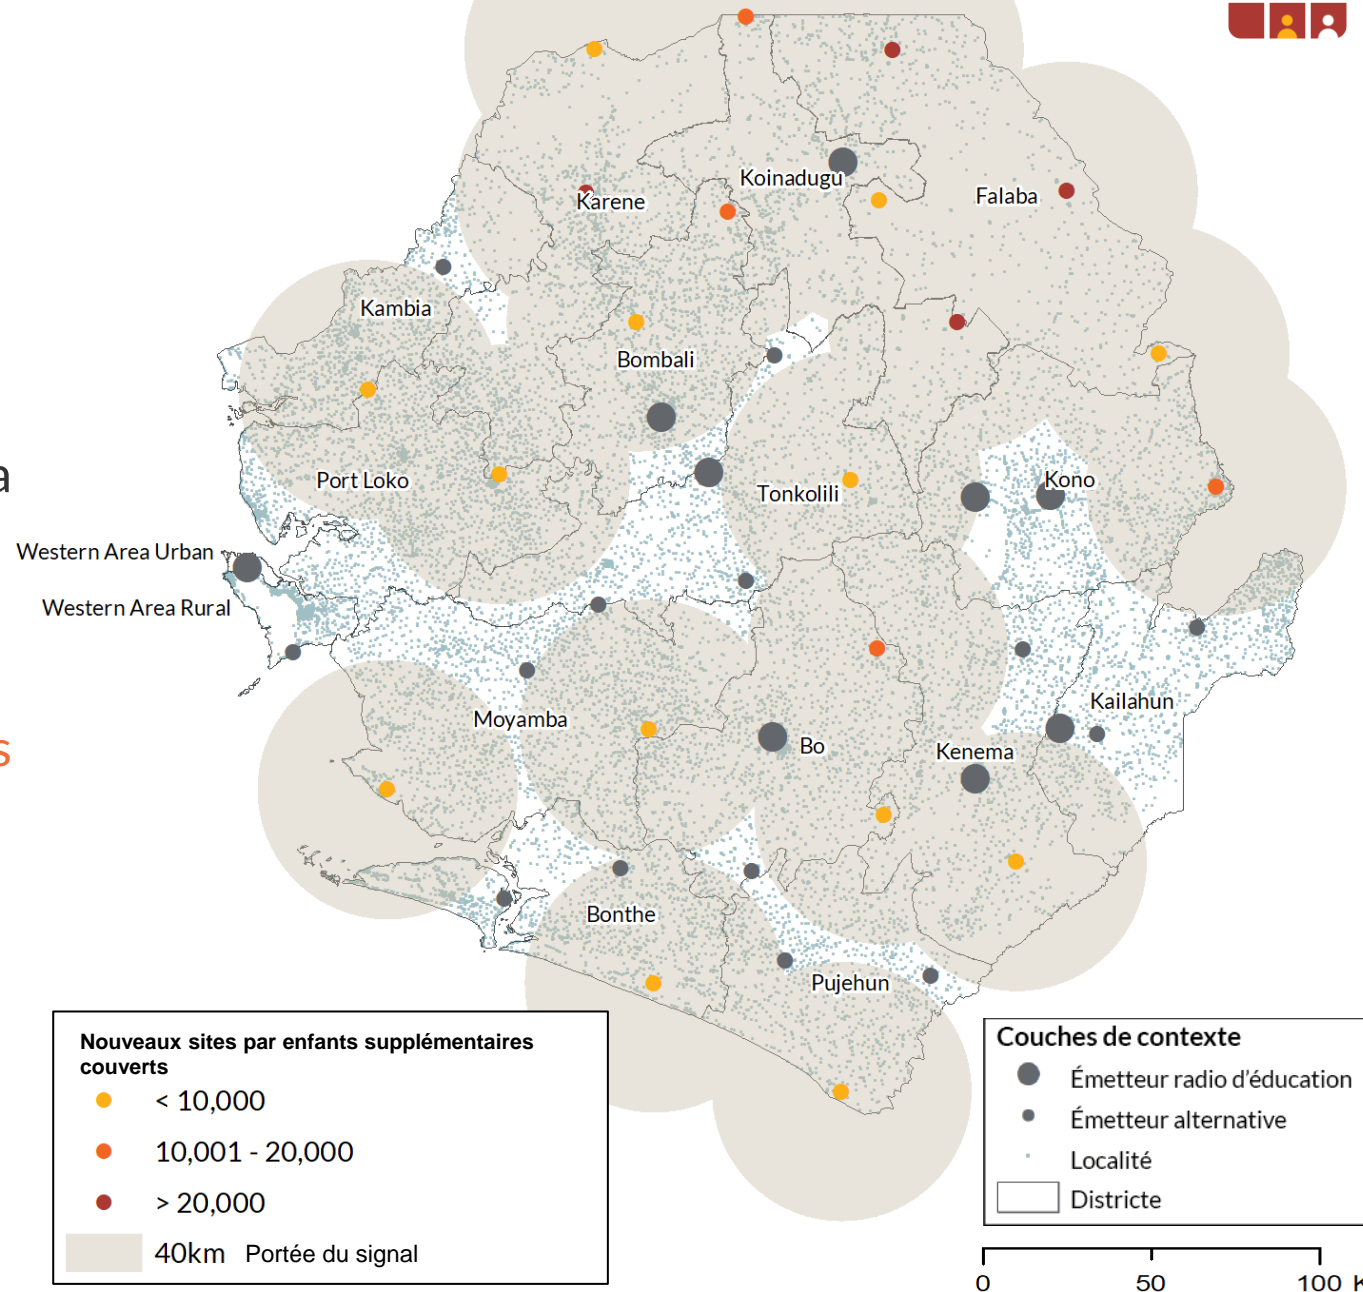 Koinadugu
Falaba
Karene
Kambia
Bombali
a
Port Loko
Tonkolili
Kono
Western Area Urban
Western Area Rural
Kailahun
Moyamba
s
Bo
Kenema
Bonthe
Pujehun
Nouveaux sites par enfants supplémentaires
couverts
< 10,000
10,001 - 20,000
> 20,000
40km Portée du signal
Couches de contexte
Émetteur radio d'éducation
Émetteur alternative
Localité
Districte
0 50 100 K